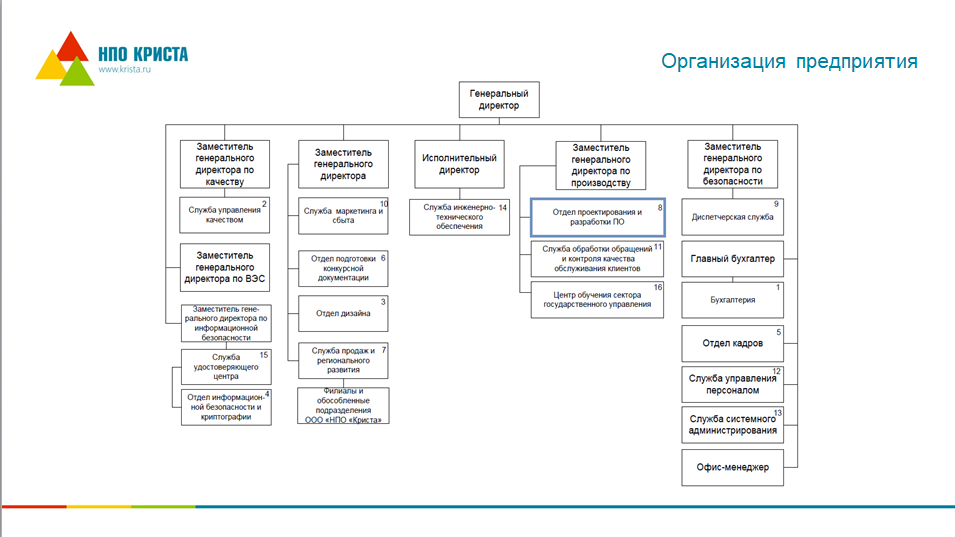 НПО КРИСТА
www.krista.ru
Организация предприятия
Генеральный
директор
Заместитель
генерального
директора по
качеству
2
Служба управления
качеством
Заместитель
генерального
директора по ВЭС
Заместитель гене-
рального директора по
информационной
безопасности
15
Служба
удостоверяющего
центра
4
Отдел информацион-
ной безопасности и
криптографии
Заместитель
генерального
директора
10
Служба маркетинга и
сбыта
6
Отдел подготовки
конкурсной
документации
3
Отдел дизайна
7
Служба продаж и
регионального
развития
Филиалы и
обособленные
подразделения
ООО «НПО «Криста»
Исполнительный
директор
14
Служба инженерно-
технического
обеспечения
Заместитель
генерального
директора по
производству
8
Отдел проектирования и
разработки ПО
11
Служба обработки обращений
и контроля качества
обслуживания клиентов
16
Центр обучения сектора
государственного управления
Заместитель
генерального
директора по
безопасности
9
Диспетчерская служба
Главный бухгалтер
1
Бухгалтерия
5
Отдел кадров
12
Служба управления
персоналом
13
Служба системного
администрирования
Офис-менеджер